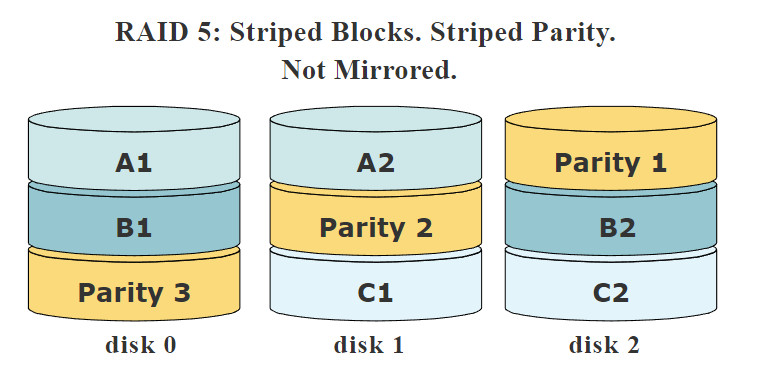 RAID 5: Striped Blocks. Striped Parity.
Not Mirrored.
A1 A2 Parity 1
B1 Parity 2 B2
Parity 3 C1 C2
disk 0 disk 1 disk 2